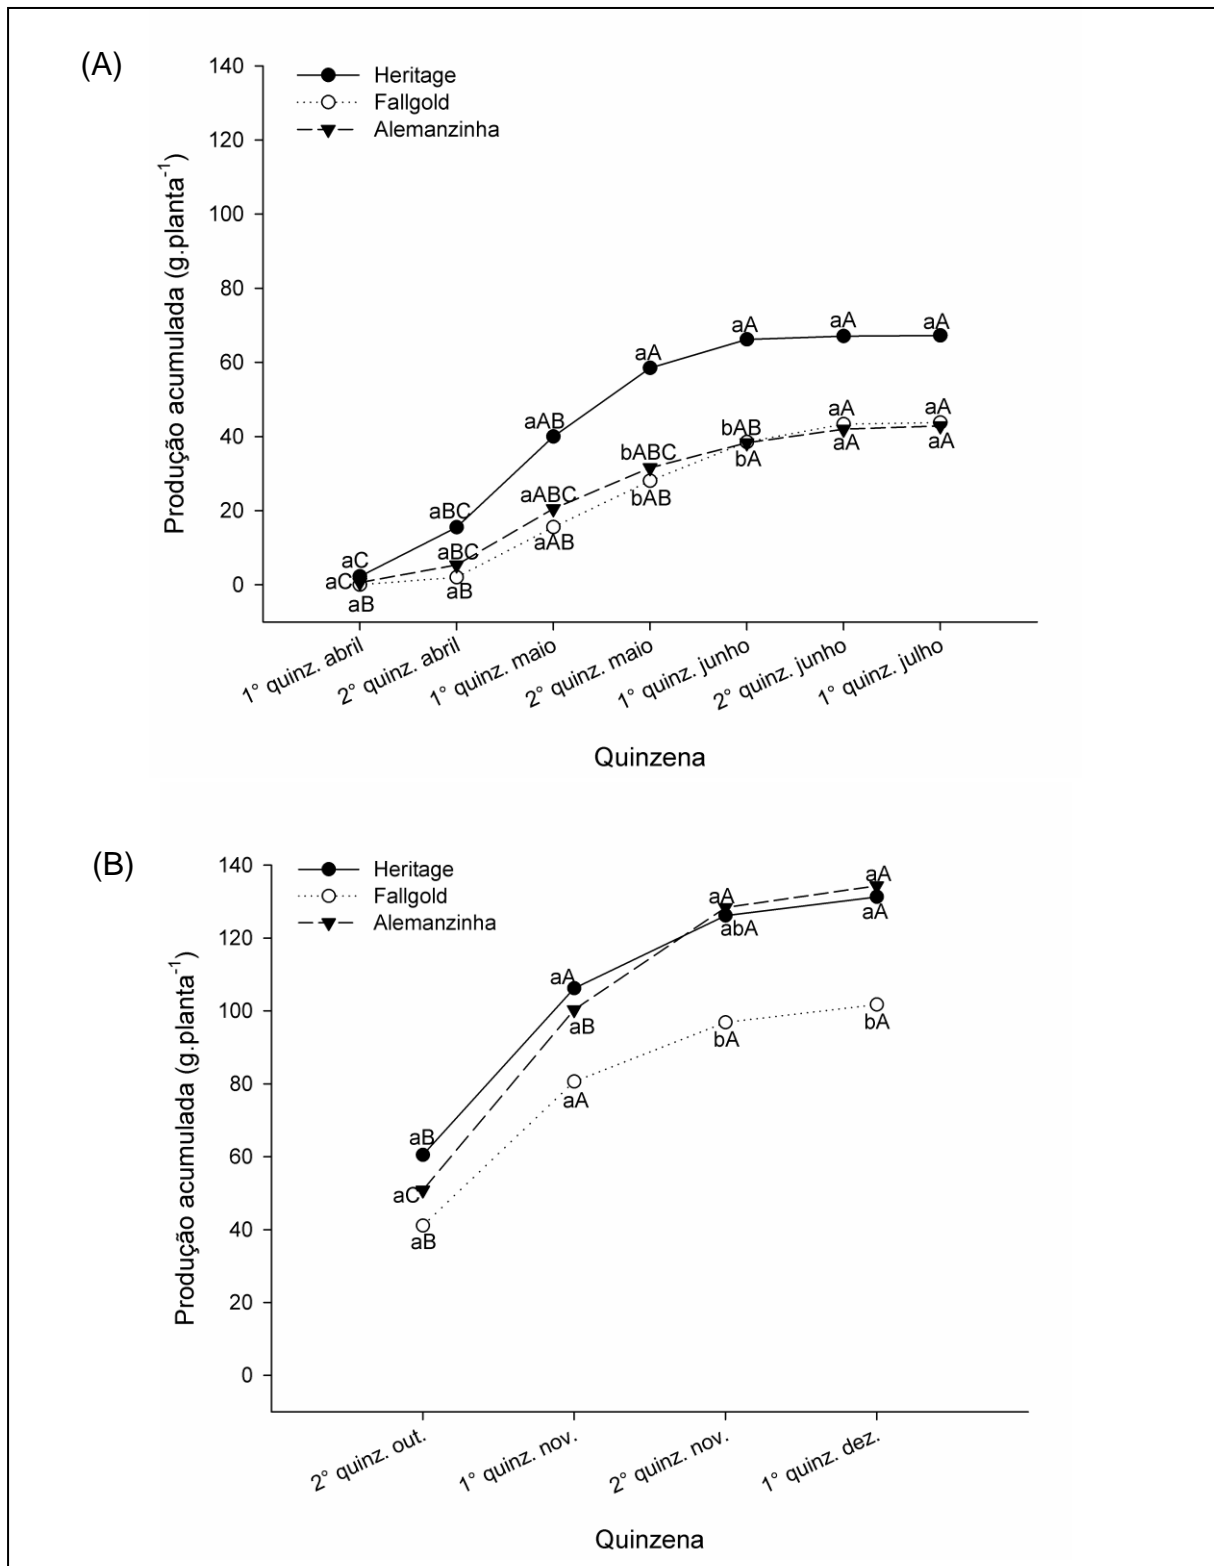 (A)
Heritage
Fallgold
Alemanzinha
Produção acumulada (g.planta⁻¹)
140
120
100
80
60
40
20
0
aC
aC
aB
aBC
aBC
aB
aAB
aABC
aAB
aA
bABC
bAB
aA
bAB
bA
aA
aA
aA
aA
aA
aA
1° quinz. abril
2° quinz. abril
1° quinz. maio
2° quinz. maio
1° quinz. junho
2° quinz. junho
1° quinz. julho
Quinzena
(B)
Heritage
Fallgold
Alemanzinha
Produção acumulada (g.planta⁻¹)
140
120
100
80
60
40
20
0
aB
aC
aB
aA
aB
aA
aA
abA
bA
aA
aA
bA
2° quinz. out.
1° quinz. nov.
2° quinz. nov.
1° quinz. dez.
Quinzena